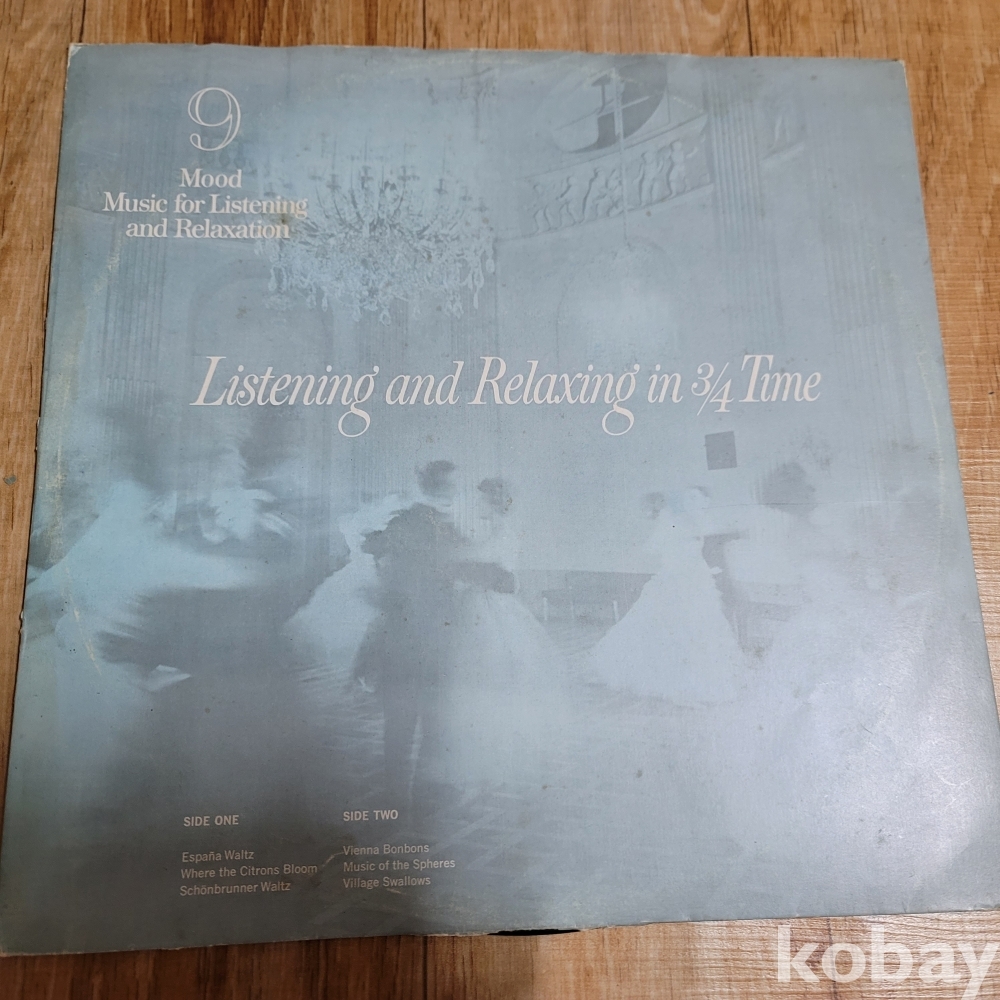 9
Mood
Music for Listening
and Relaxation
Listening and Relaxing in 3/4 Time
SIDE ONE
España Waltz
Where the Citrons Bloom
Schönbrunner Waltz
SIDE TWO
Vienna Bonbons
Music of the Spheres
Village Swallows
kobay